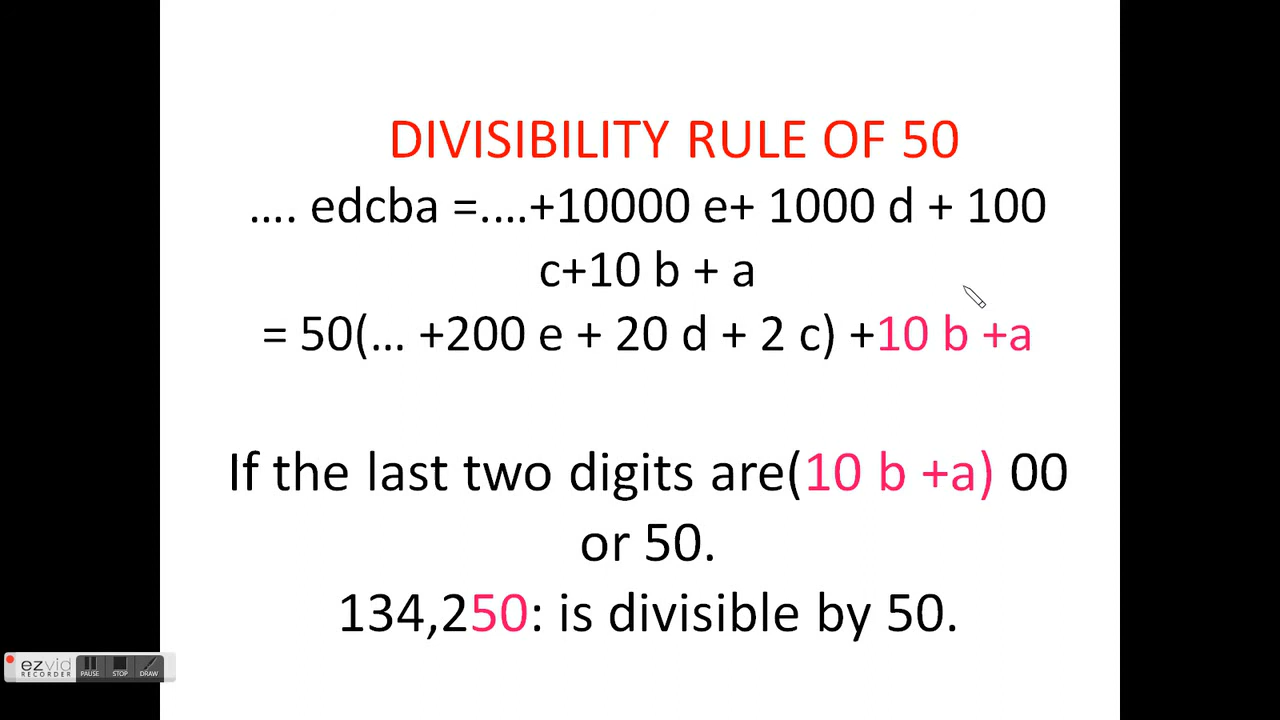 DIVISIBILITY RULE OF 50
.... edcba =....+10000 e+ 1000 d + 100
c+10 b + a
= 50(... +200 e + 20 d + 2 c) +10 b +a
If the last two digits are(10 b +a) 00
or 50.
134,250: is divisible by 50.
ezvid
RECORDER
PAUSE STOP DRAW